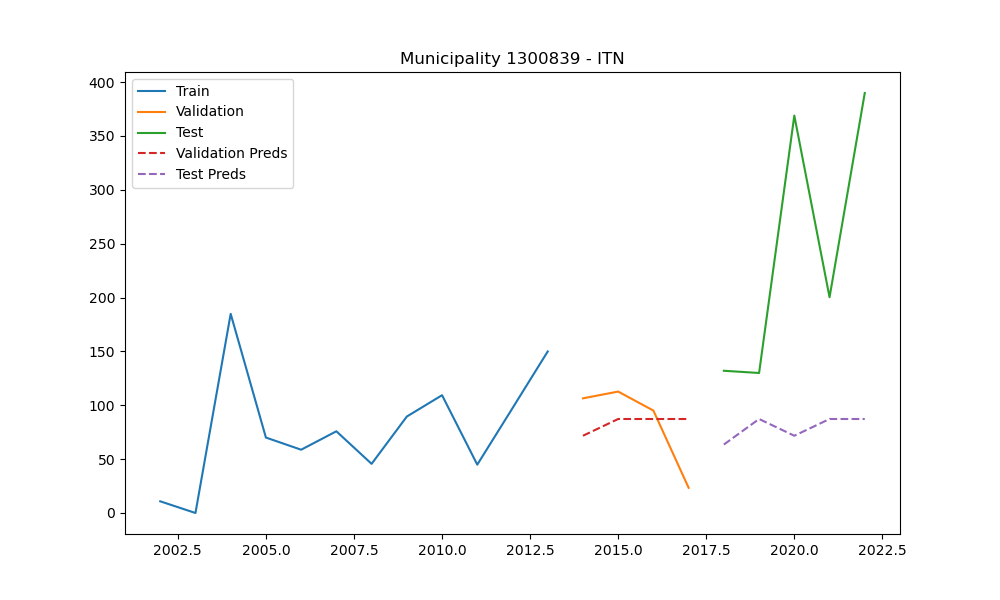 Municipality 1300839 - ITN
Train
Validation
Test
Validation Preds
Test Preds
400
350
300
250
200
150
100
50
0
2002.5 2005.0 2007.5 2010.0 2012.5 2015.0 2017.5 2020.0 2022.5